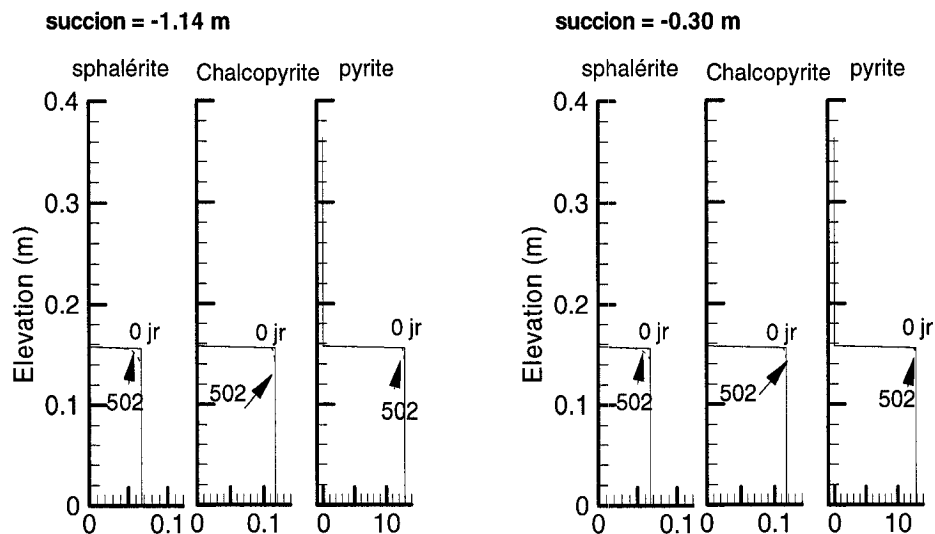 succion = -1.14 m
sphalérite Chalcopyrite pyrite
0.4
0.3
0.2
0.1
0
Elevation (m)
0 jr 0 jr 0 jr
502 502 502
0 0.1 0 0.1 0 10
succion = -0.30 m
sphalérite Chalcopyrite pyrite
0.4
0.3
0.2
0.1
0
Elevation (m)
0 jr 0 jr 0 jr
502 502 502
0 0.1 0 0.1 0 10